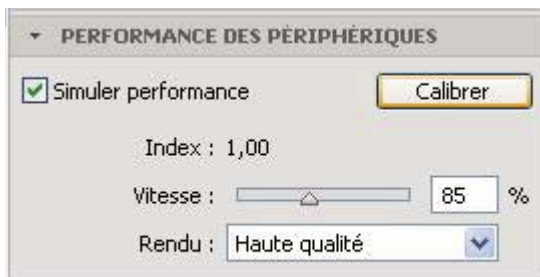 PERFORMANCE DES PÉRIPHÉRIQUES
Simuler performance Calibrer
Index : 1,00
Vitesse : 85 %
Rendu : Haute qualité